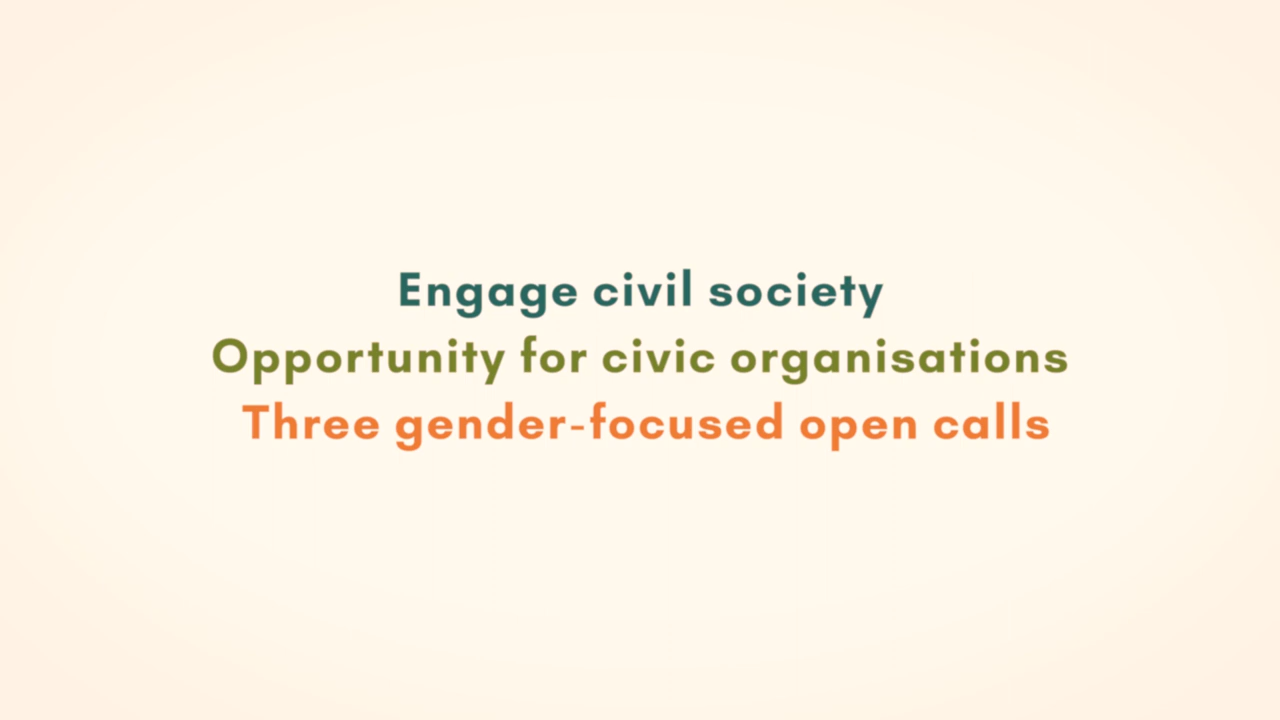 Engage civil society
Opportunity for civic organisations
Three gender-focused open calls